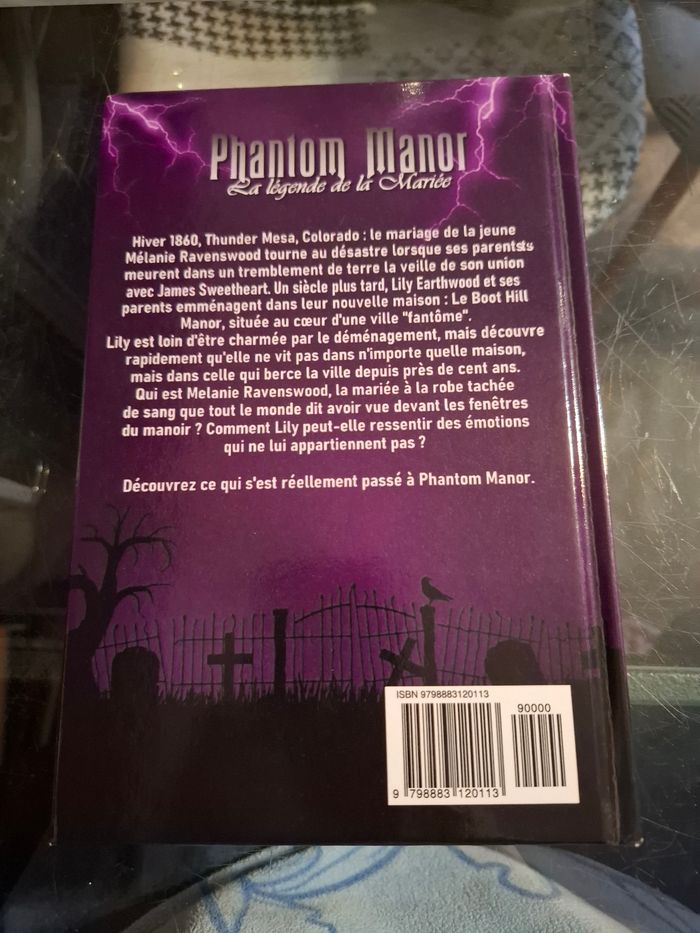 Phantom Manor
La légende de la Mariée
Hiver 1860, Thunder Mesa, Colorado : le mariage de la jeune
Mélanie Ravenswood tourne au désastre lorsque ses parents
meurent dans un tremblement de terre la veille de son union
avec James Sweetheart. Un siècle plus tard, Lily Earthwood et ses
parents emménagent dans leur nouvelle maison : Le Boot Hill
Manor, située au cœur d'une ville "fantôme".
Lily est loin d'être charmée par le déménagement, mais découvre
rapidement qu'elle ne vit pas dans n'importe quelle maison,
mais dans celle qui berce la ville depuis près de cent ans.
Qui est Melanie Ravenswood, la mariée à la robe tachée
de sang que tout le monde dit avoir vue devant les fenêtres
du manoir ? Comment Lily peut-elle ressentir des émotions
qui ne lui appartiennent pas ?
Découvrez ce qui s'est réellement passé à Phantom Manor.
ISBN 9798883120113
90000
9 798883 120113